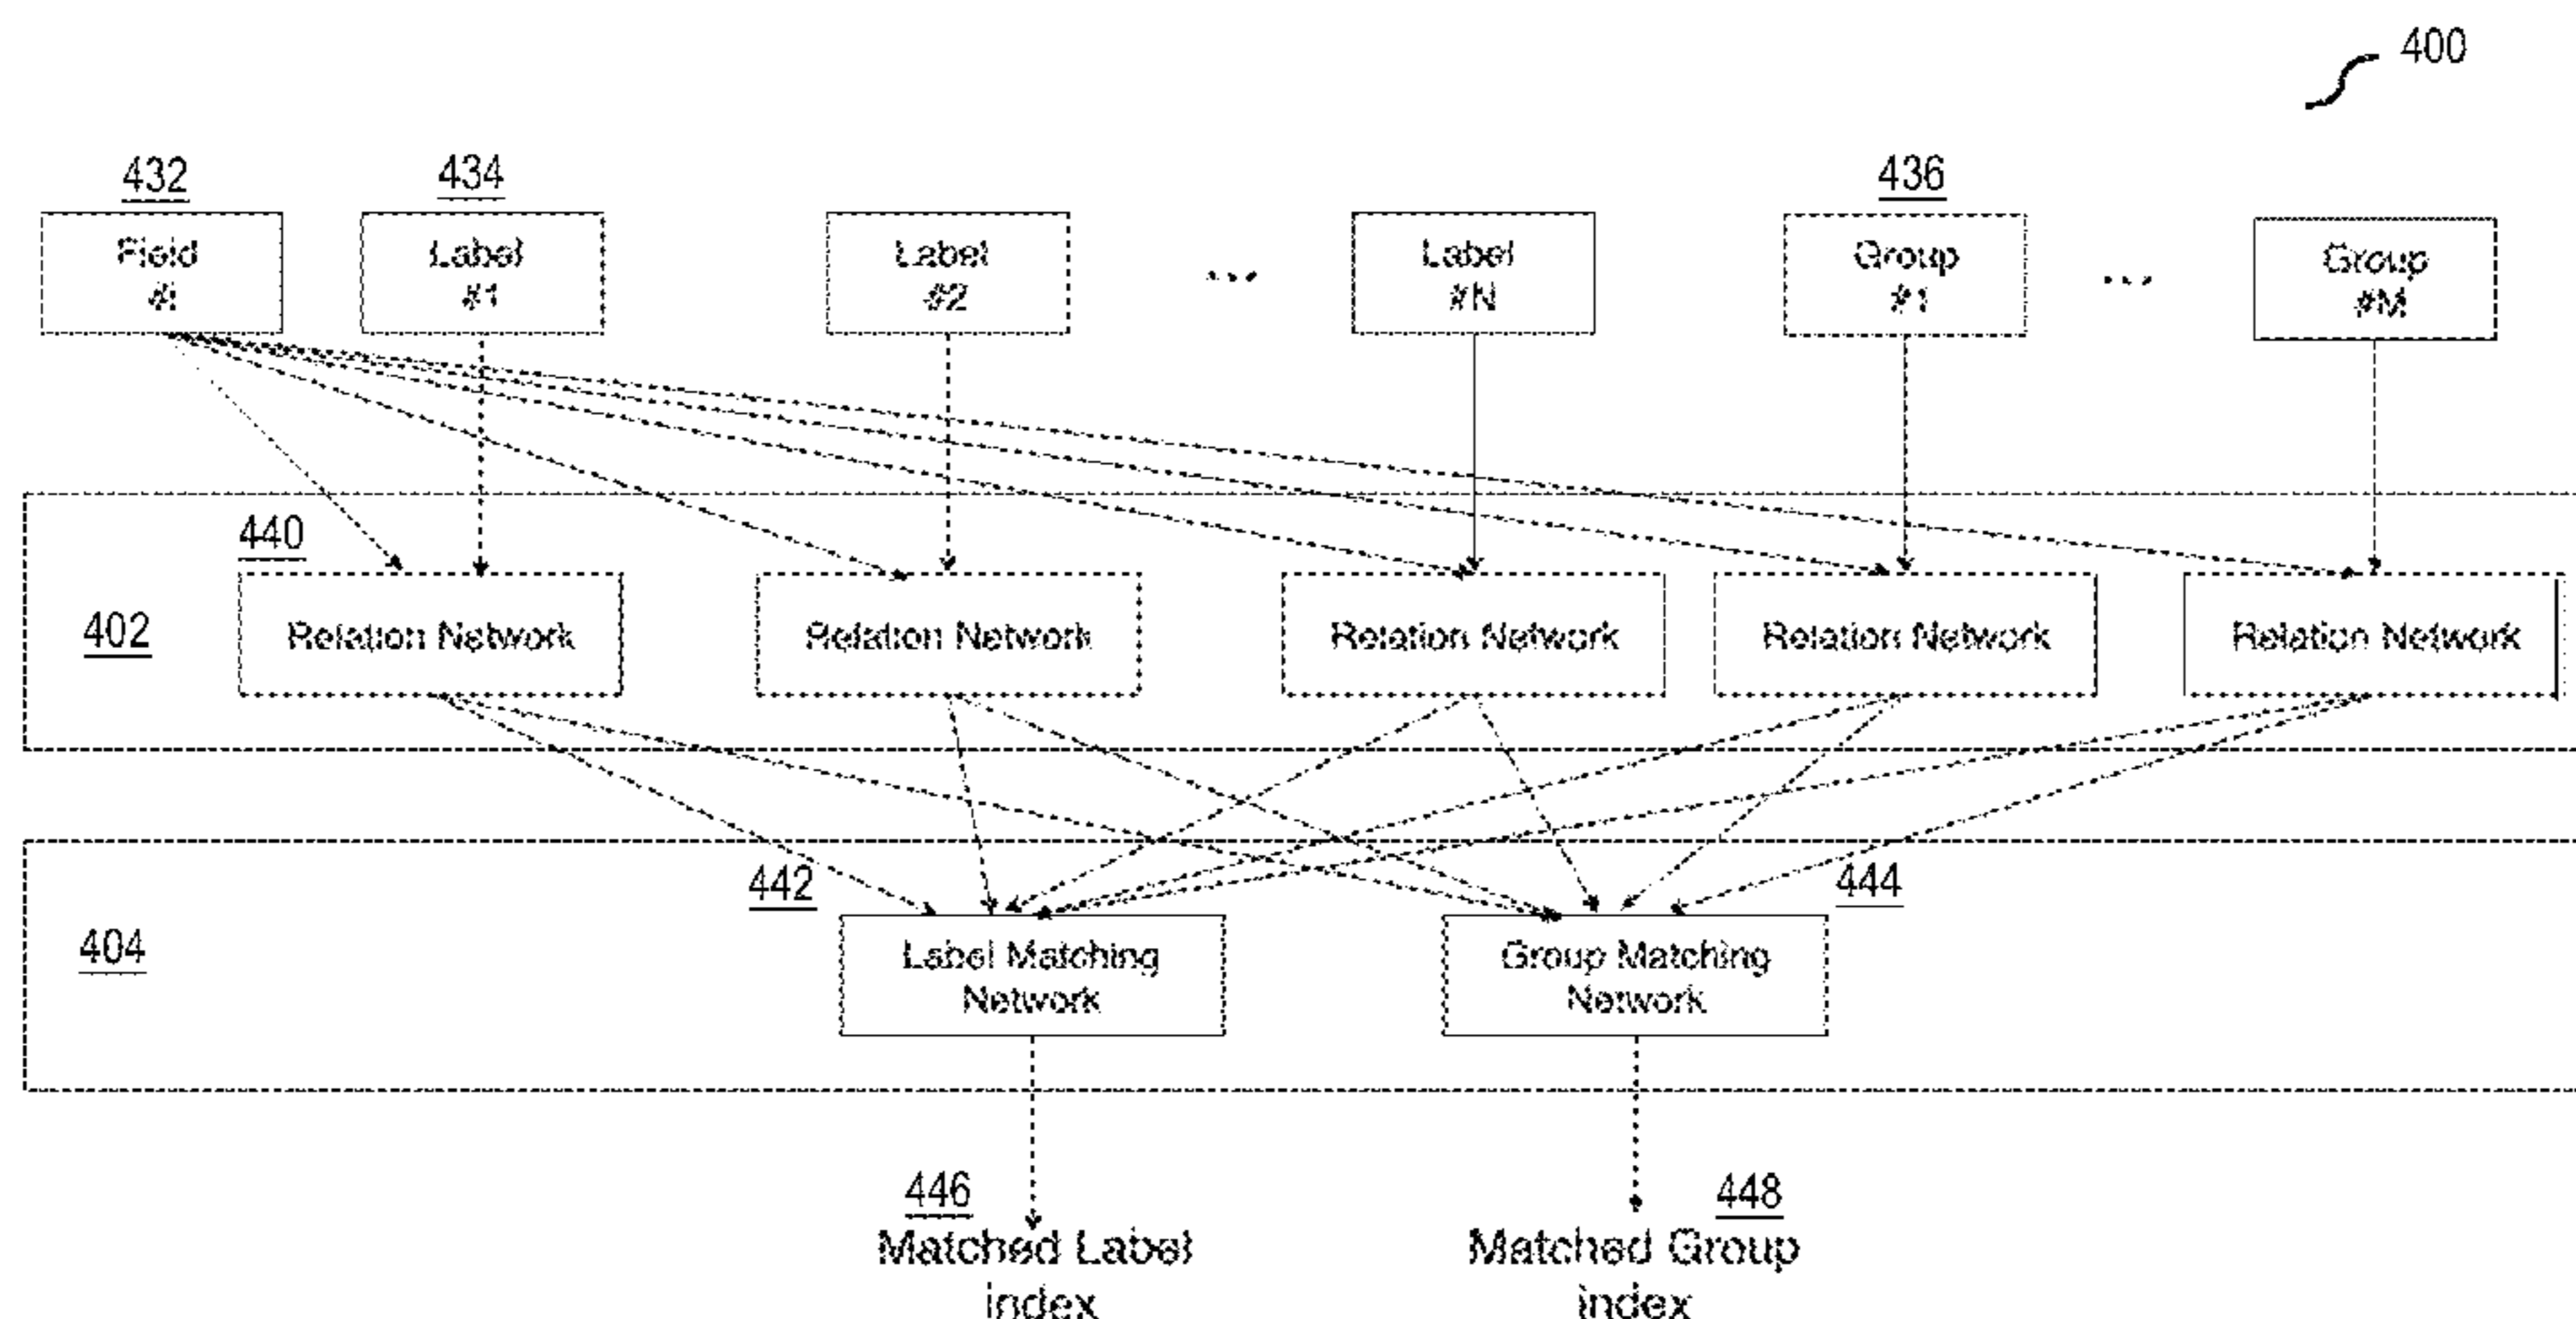 400
432
434
436
Field
#i
Label
#1
Label
#2
...
Label
#N
Group
#1
...
Group
#M
440
402
Relation Network
Relation Network
Relation Network
Relation Network
Relation Network
442
444
404
Label Matching
Network
Group Matching
Network
446
448
Matched Label
index
Matched Group
index